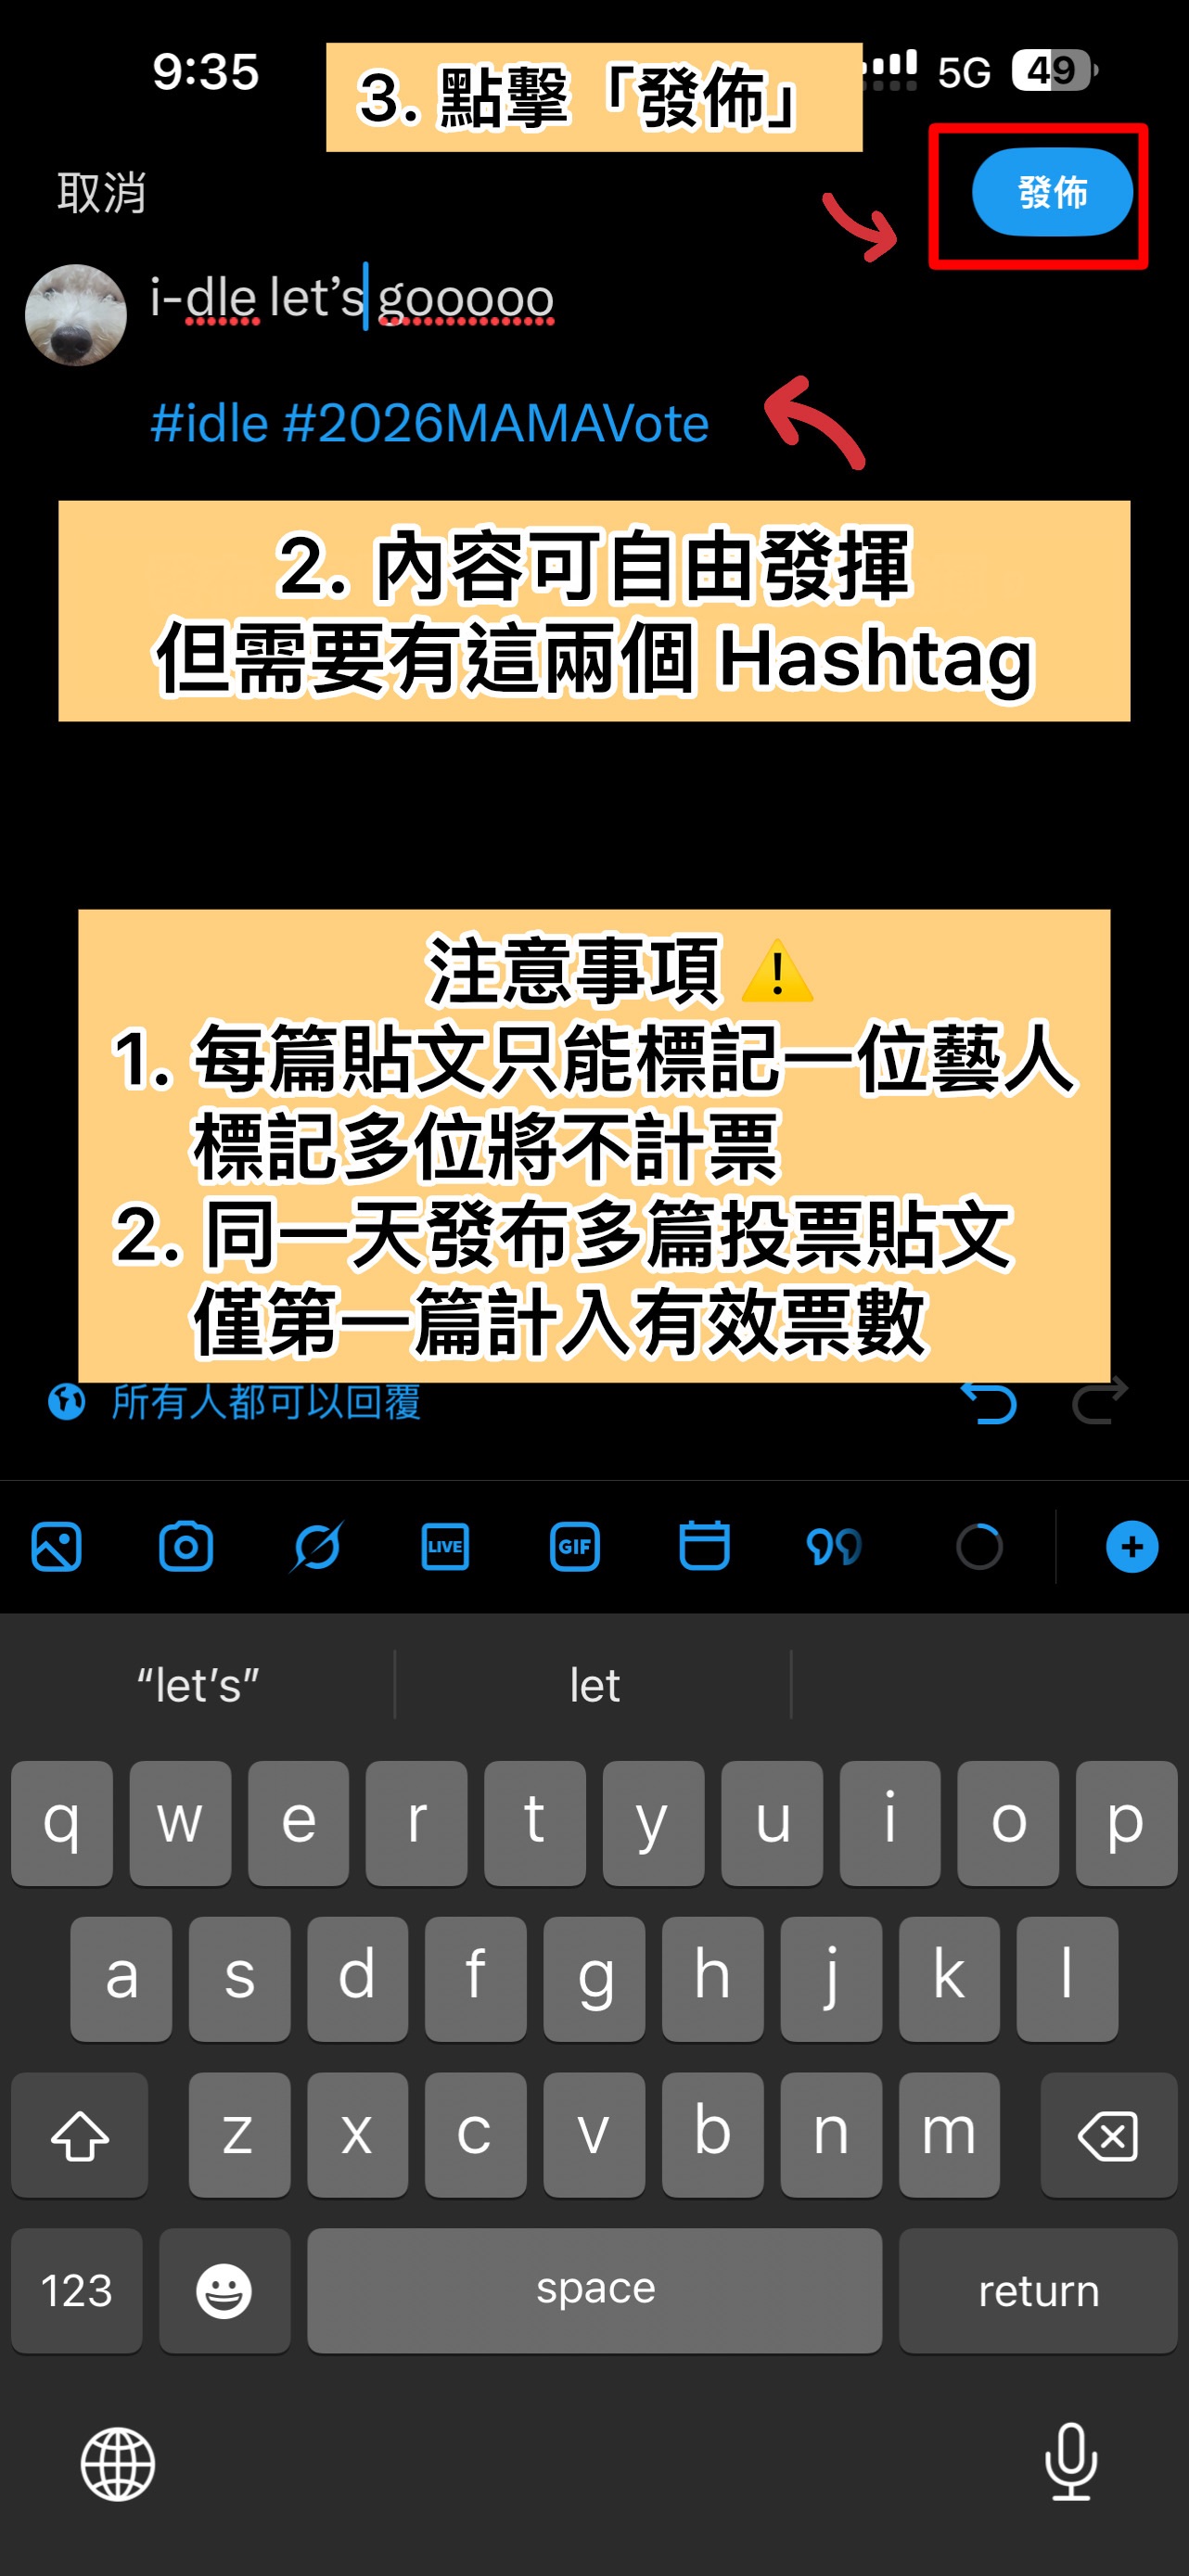 9:35
3. 點擊「發佈」
5G 49
取消
發佈
i-dle let’s gooooo
#idle #2026MAMAVote
2. 內容可自由發揮
但需要有這兩個 Hashtag
注意事項 ⚠️
1. 每篇貼文只能標記一位藝人
標記多位將不計票
2. 同一天發布多篇投票貼文
僅第一篇計入有效票數
所有人都可以回覆
LIVE GIF
“let’s” let
q w e r t y u i o p
a s d f g h j k l
z x c v b n m
123 space return